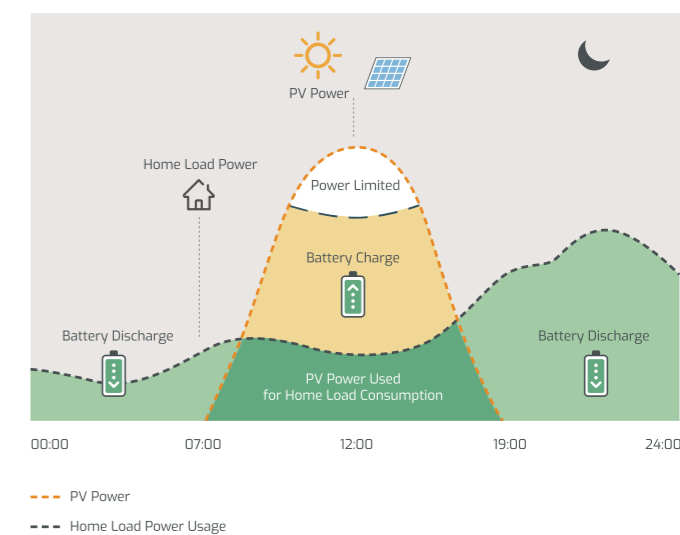 PV Power
Home Load Power
Power Limited
Battery Charge
Battery Discharge
Battery Discharge
PV Power Used
for Home Load Consumption
00:00
07:00
12:00
19:00
24:00
PV Power
Home Load Power Usage